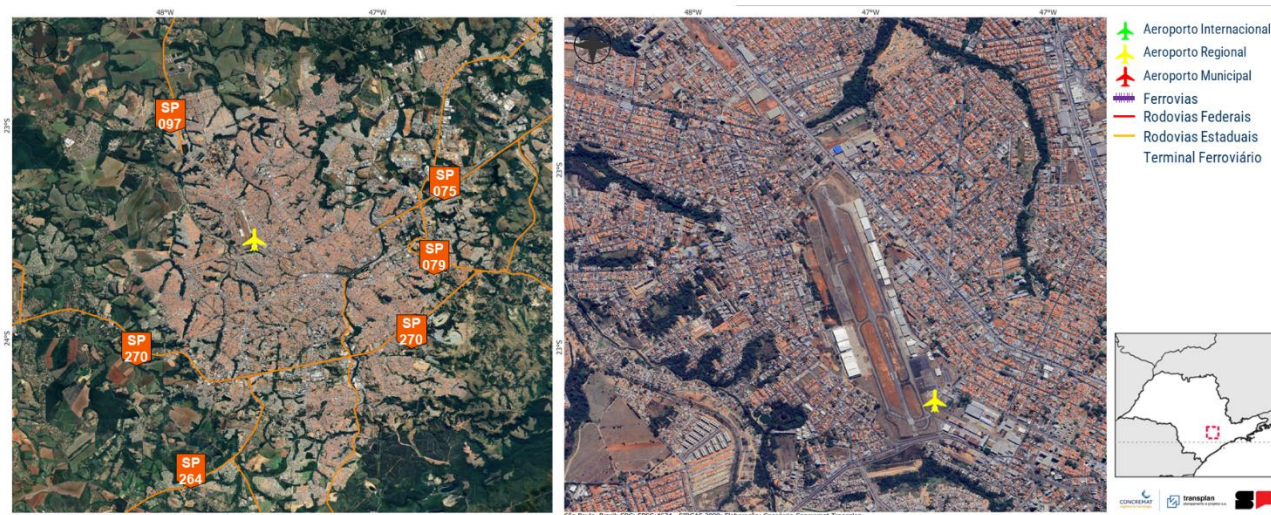 48°W
47°W
47°W
47°W
23°S
24°S
23°S
23°S
SP
097
SP
075
SP
079
SP
270
SP
270
SP
264
Aeroporto Internacional
Aeroporto Regional
Aeroporto Municipal
Ferrovias
Rodovias Federais
Rodovias Estaduais
Terminal Ferroviário
CONCREMAT
transplan